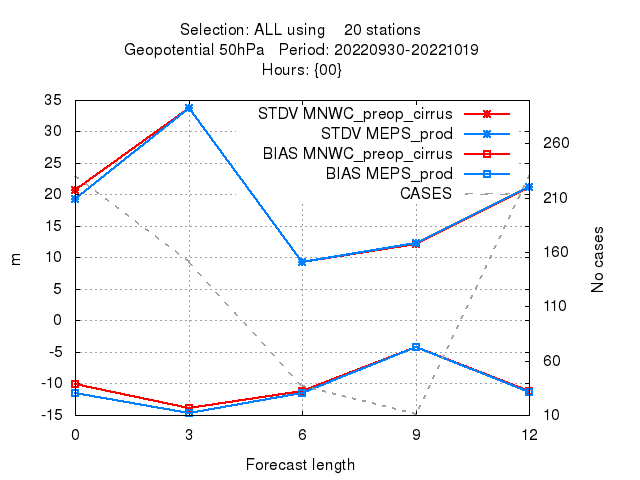 Selection: ALL using 20 stations
Geopotential 50hPa Period: 20220930-20221019
Hours: {00}
STDV MNWC_preop_cirrus
STDV MEPS_prod
BIAS MNWC_preop_cirrus
BIAS MEPS_prod
CASES
35
30
25
20
15
10
5
0
-5
-10
-15
m
260
210
160
110
60
10
No cases
0 3 6 9 12
Forecast length